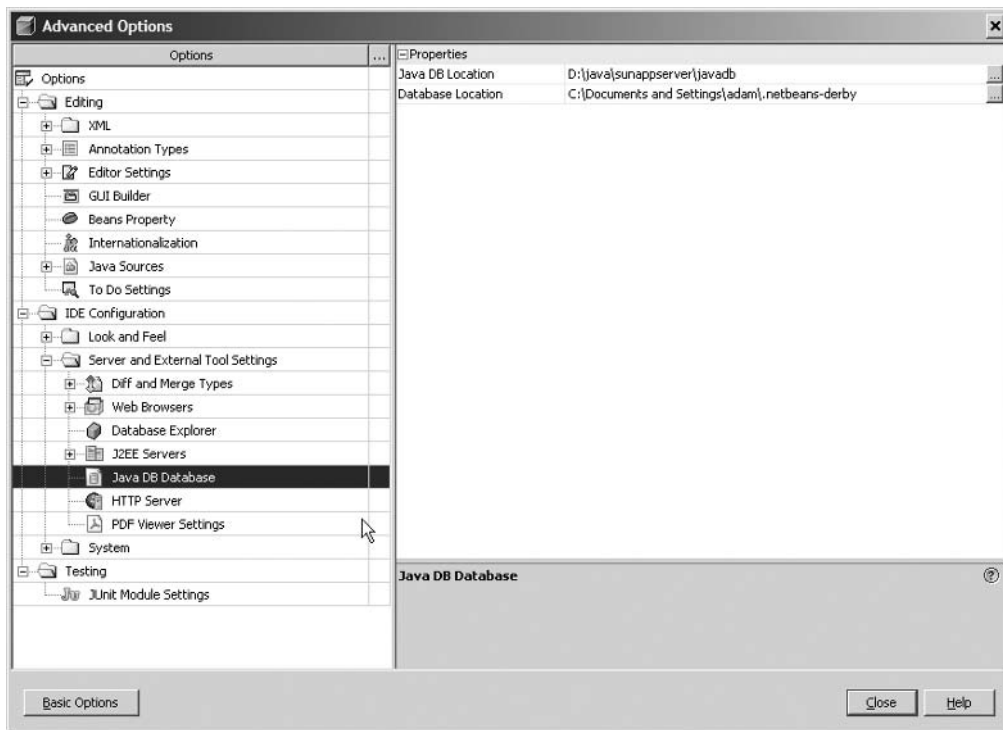 Advanced Options
Options ...
Options
Editing
XML
Annotation Types
Editor Settings
GUI Builder
Beans Property
Internationalization
Java Sources
To Do Settings
IDE Configuration
Look and Feel
Server and External Tool Settings
Diff and Merge Types
Web Browsers
Database Explorer
J2EE Servers
Java DB Database
HTTP Server
PDF Viewer Settings
System
Testing
JUnit Module Settings
Properties
Java DB Location D:\java\sunappserver\javadb ...
Database Location C:\Documents and Settings\adam\.netbeans-derby ...
Java DB Database ?
Basic Options
Close Help